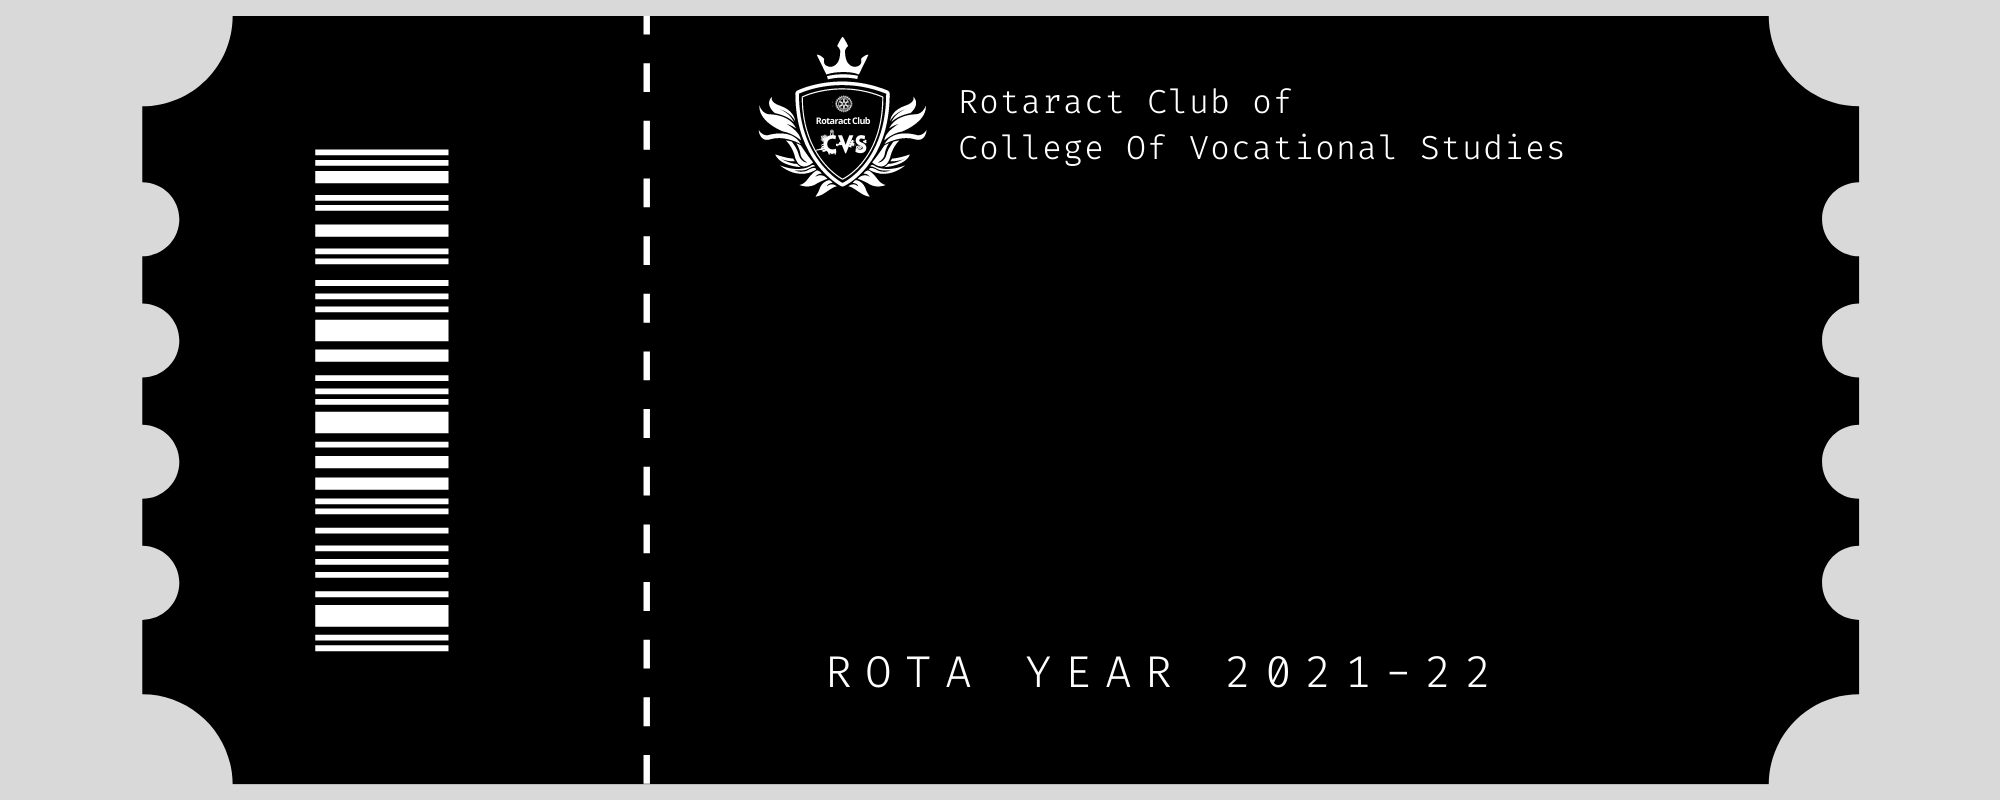 Rotaract Club
CVS
Rotaract Club of
College Of Vocational Studies
ROTA YEAR 2021-22